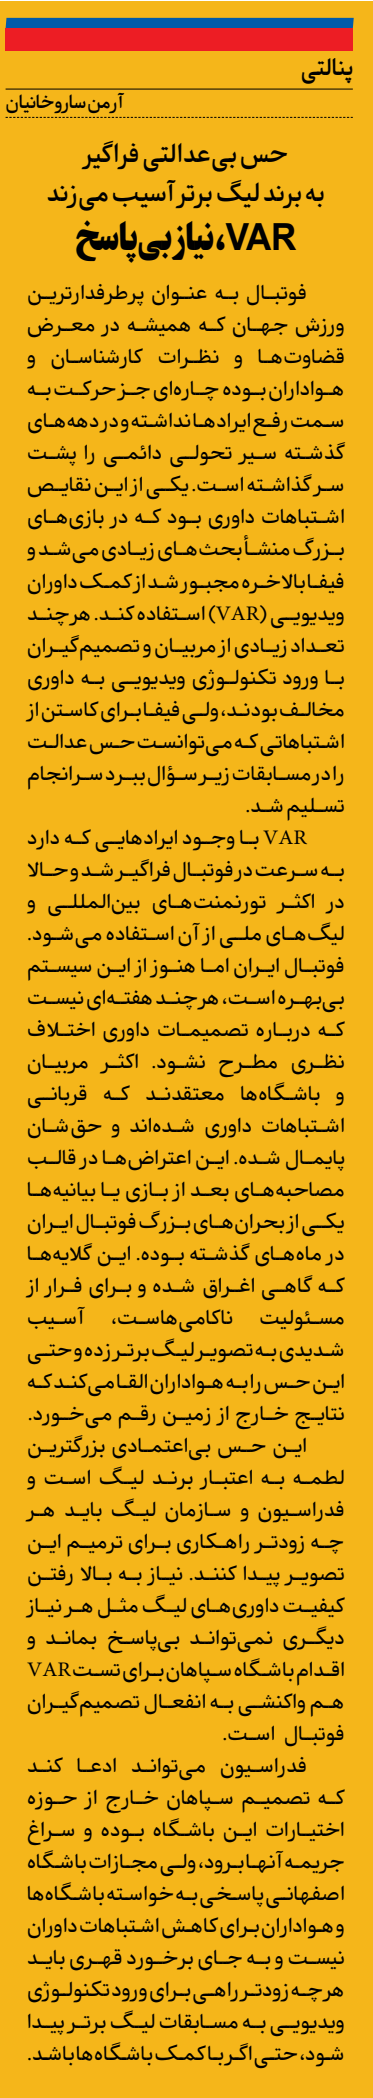 پنالتی
آرمن ساروخانیان
حس بی‌عدالتی فراگیر
به برند لیگ برتر آسیب می‌زند
VAR، نیاز بی‌پاسخ
فوتبال به عنوان پرطرفدارترین
ورزش جهان که همیشه در معرض
قضاوت‌ها و نظرات کارشناسان و
هواداران بوده چاره‌ای جز حرکت به
سمت رفع ایرادها نداشته و در دهه‌های
گذشته سیر تحولی دائمی را پشت
سر گذاشته است. یکی از این نقایص
اشتباهات داوری بود که در بازی‌های
بزرگ منشأ بحث‌های زیادی می‌شد و
فیفا بالاخره مجبور شد از کمک داوران
ویدیویی (VAR) استفاده کند. هرچند
تعداد زیادی از مربیان و تصمیم‌گیران
با ورود تکنولوژی ویدیویی به داوری
مخالف بودند، ولی فیفا برای کاستن از
اشتباهاتی که می‌توانست حس عدالت
را در مسابقات زیر سؤال ببرد سرانجام
تسلیم شد.
VAR با وجود ایرادهایی که دارد
به سرعت در فوتبال فراگیر شد و حالا
در اکثر تورنمنت‌های بین‌المللی و
لیگ‌های ملی از آن استفاده می‌شود.
فوتبال ایران اما هنوز از این سیستم
بی‌بهره است، هرچند هفته‌ای نیست
که درباره تصمیمات داوری اختلاف
نظری مطرح نشود. اکثر مربیان
و باشگاه‌ها معتقدند که قربانی
اشتباهات داوری شده‌اند و حق‌شان
پایمال شده. این اعتراض‌ها در قالب
مصاحبه‌های بعد از بازی یا بیانیه‌ها
یکی از بحران‌های بزرگ فوتبال ایران
در ماه‌های گذشته بوده. این گلایه‌ها
که گاهی اغراق شده و برای فرار از
مسئولیت ناکامی‌هاست، آسیب
شدیدی به تصویر لیگ برتر زده و حتی
این حس را به هواداران القا می‌کند که
نتایج خارج از زمین رقم می‌خورد.
این حس بی‌اعتمادی بزرگترین
لطمه به اعتبار برند لیگ است و
فدراسیون و سازمان لیگ باید هر
چه زودتر راهکاری برای ترمیم این
تصویر پیدا کنند. نیاز به بالا رفتن
کیفیت داوری‌های لیگ مثل هر نیاز
دیگری نمی‌تواند بی‌پاسخ بماند و
اقدام باشگاه سپاهان برای تست VAR
هم واکنشی به انفعال تصمیم‌گیران
فوتبال است.
فدراسیون می‌تواند ادعا کند
که تصمیم سپاهان خارج از حوزه
اختیارات این باشگاه بوده و سراغ
جریمه آنها برود، ولی مجازات باشگاه
اصفهانی پاسخی به خواسته باشگاه‌ها
و هواداران برای کاهش اشتباهات داوران
نیست و به جای برخورد قهری باید
هرچه زودتر راهی برای ورود تکنولوژی
ویدیویی به مسابقات لیگ برتر پیدا
شود، حتی اگر با کمک باشگاه‌ها باشد.